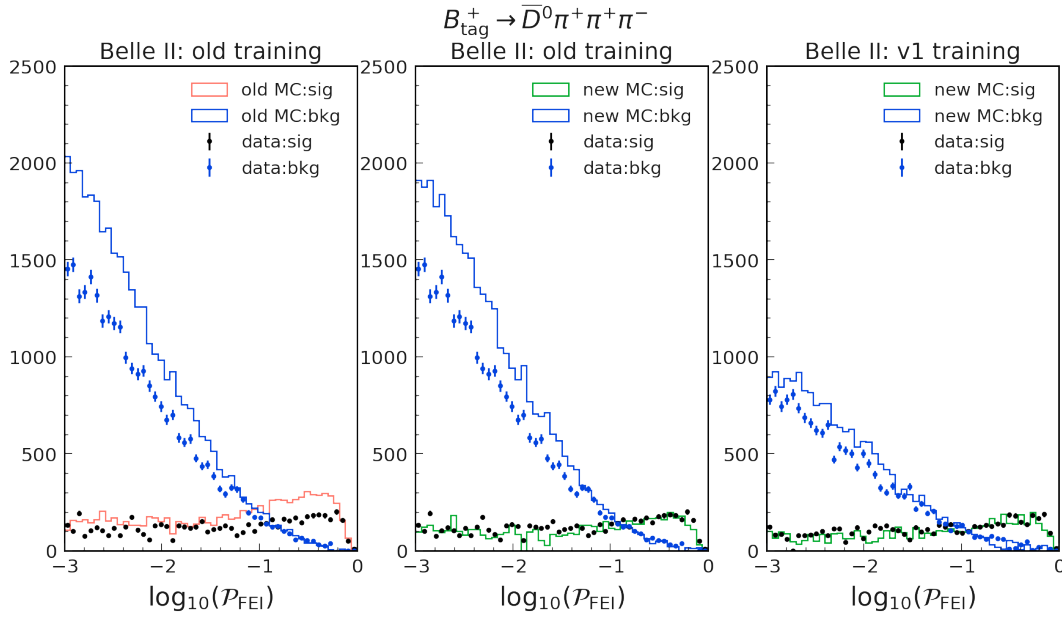 B⁺tag → D̅⁰π⁺π⁺π⁻
Belle II: old training
2500
2000
1500
1000
500
0
old MC:sig
old MC:bkg
data:sig
data:bkg
−3 −2 −1 0
log₁₀(𝒫FEI)
Belle II: old training
2500
2000
1500
1000
500
0
new MC:sig
new MC:bkg
data:sig
data:bkg
−3 −2 −1 0
log₁₀(𝒫FEI)
Belle II: v1 training
2500
2000
1500
1000
500
0
new MC:sig
new MC:bkg
data:sig
data:bkg
−3 −2 −1 0
log₁₀(𝒫FEI)